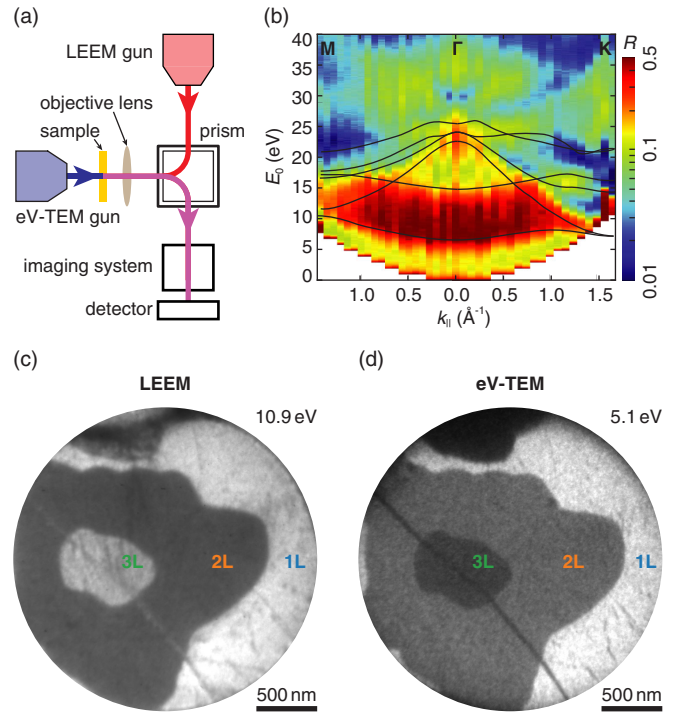 (a)
LEEM gun
objective lens
sample
prism
eV-TEM gun
imaging system
detector
(b)
M Γ K
R
40
35
30
25
20
15
10
5
0
E₀ (eV)
1.0 0.5 0.0 0.5 1.0 1.5
k|| (Å⁻¹)
0.5
0.1
0.01
(c)
LEEM
10.9 eV
3L 2L 1L
500 nm
(d)
eV-TEM
5.1 eV
3L 2L 1L
500 nm